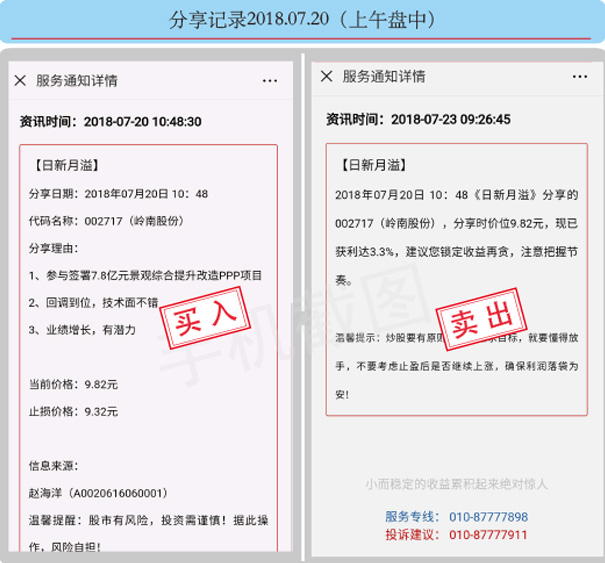 分享记录2018.07.20（上午盘中）
服务通知详情
资讯时间：2018-07-20 10:48:30
【日新月溢】
分享日期：2018年07月20日 10：48
代码名称：002717（岭南股份）
分享理由：
1、参与签署7.8亿元景观综合提升改造PPP项目
2、回调到位，技术面不错
3、业绩增长，有潜力
买入
当前价格：9.82元
止损价格：9.32元
信息来源：
赵海洋（A0020616060001）
温馨提醒：股市有风险，投资需谨慎！据此操
作，风险自担！
服务通知详情
资讯时间：2018-07-23 09:26:45
【日新月溢】
2018年07月20日 10：48《日新月溢》分享的
002717（岭南股份），分享时价位9.82元，现已
获利达3.3%，建议您锁定收益再贪，注意把握节
奏。
卖出
温馨提示：炒股要有原则 目标，就要懂得放
手，不要考虑止盈后是否继续上涨，确保利润落袋为
安！
手机截图
小而稳定的收益累积起来绝对惊人
服务专线： 010-87777898
投诉建议： 010-87777911